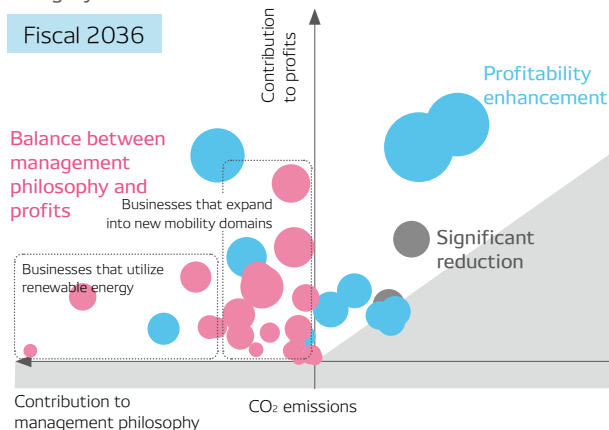 Fiscal 2036
Contribution
to profits
Profitability
enhancement
Balance between
management
philosophy and
profits
Businesses that expand
into new mobility domains
Significant
reduction
Businesses that utilize
renewable energy
Contribution to
management philosophy
CO₂ emissions